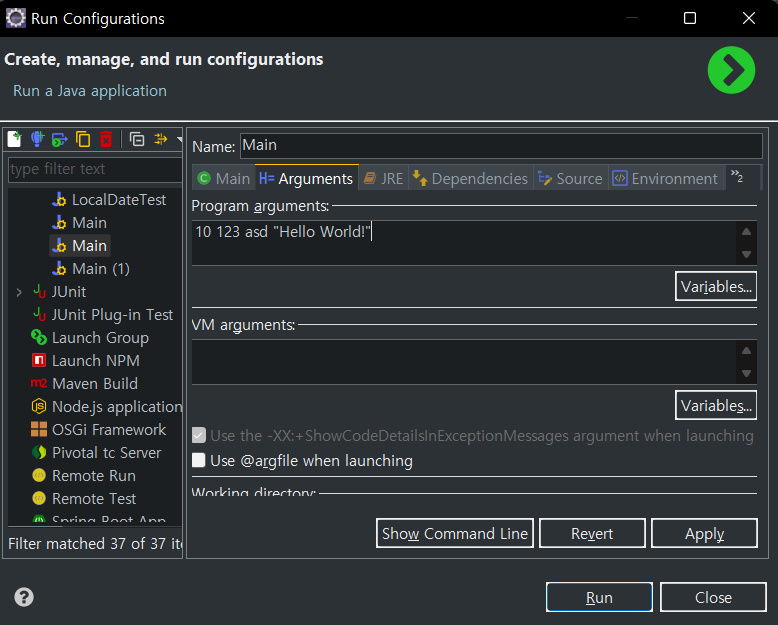 Run Configurations
Create, manage, and run configurations
Run a Java application
type filter text
LocalDateTest
Main
Main
Main (1)
JUnit
JUnit Plug-in Test
Launch Group
Launch NPM
m2 Maven Build
JS Node.js application
OSGi Framework
Pivotal tc Server
Remote Run
Remote Test
Spring Boot App
Filter matched 37 of 37 ite
Name: Main
C Main (x)= Arguments JRE Dependencies Source Environment »2
Program arguments:
10 123 asd "Hello World!"
Variables...
VM arguments:
Variables...
Use the -XX:+ShowCodeDetailsInExceptionMessages argument when launching
Use @argfile when launching
Working directory:
Show Command Line Revert Apply
? Run Close